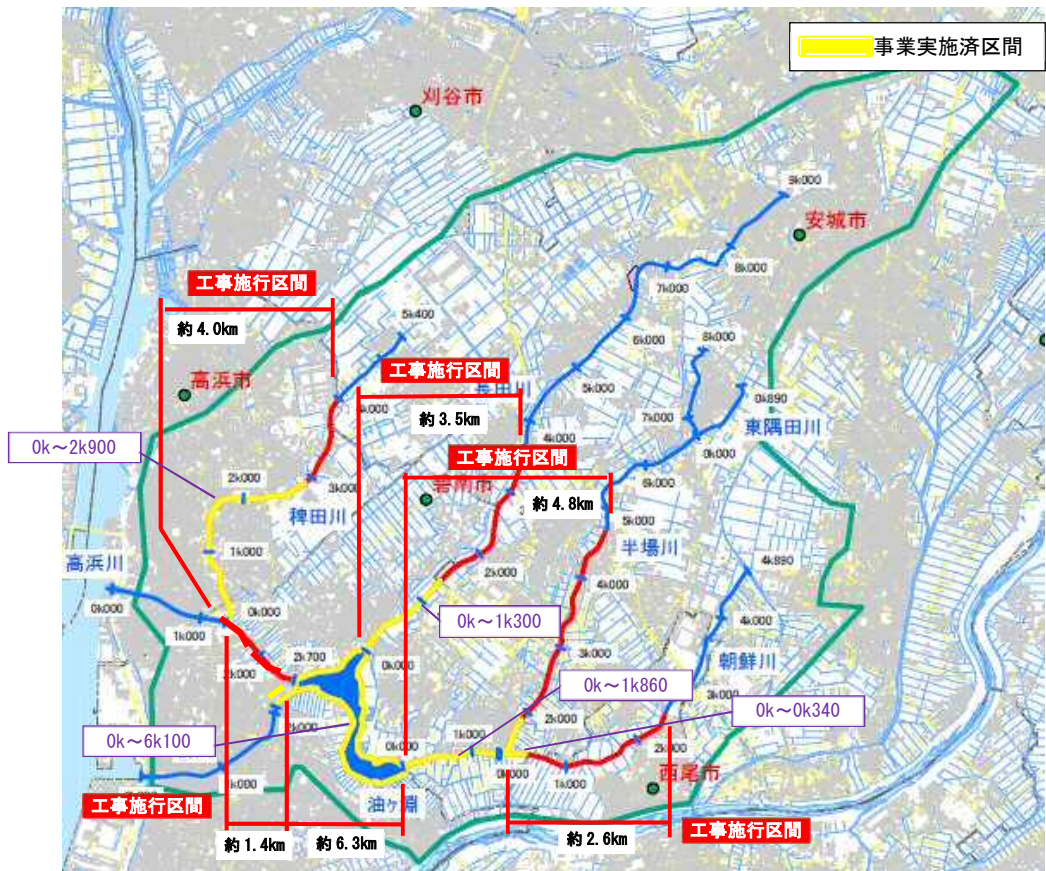 事業実施済区間
刈谷市
9k000
安城市
8k000
7k000
工事施行区間
約4.0km
5k400
6k000
8k000
工事施行区間
長田川
5k000
0k890
高浜市
約3.5km
7k000
東隅田川
4k000
0k000
0k～2k900
工事施行区間
2k000
3k000
碧南市
6k000
稗田川
約4.8km
5k000
半場川
高浜川
1k000
2k000
4k000
4k890
0k000
0k000
0k～1k300
4k000
1k000
2k700
0k000
3k000
朝鮮川
2k000
0k～1k860
3k000
2k000
0k～6k100
0k000
1k000
2k000
0k～0k340
0k000
1k000
2k000
西尾市
1k000
油ヶ淵
工事施行区間
約1.4km
約6.3km
約2.6km
工事施行区間